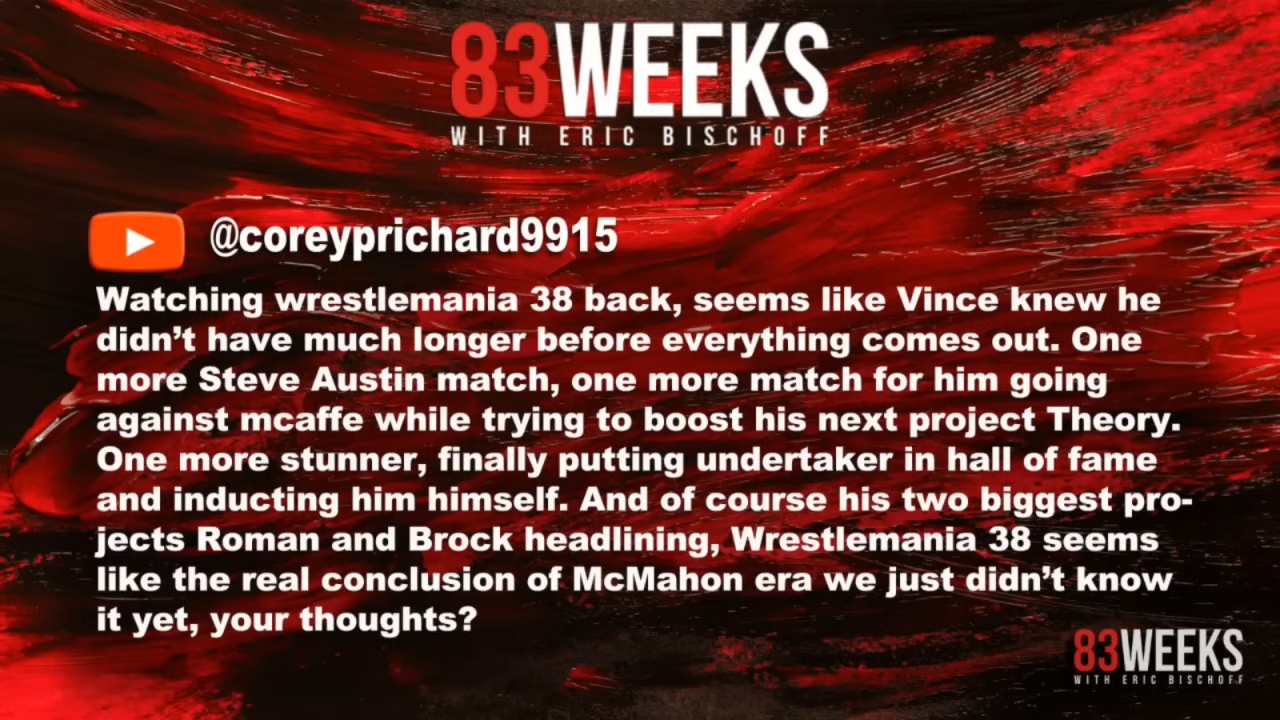 83WEEKS
WITH ERIC BISCHOFF
@coreyprichard9915
Watching wrestlemania 38 back, seems like Vince knew he
didn’t have much longer before everything comes out. One
more Steve Austin match, one more match for him going
against mcaffe while trying to boost his next project Theory.
One more stunner, finally putting undertaker in hall of fame
and inducting him himself. And of course his two biggest pro-
jects Roman and Brock headlining, Wrestlemania 38 seems
like the real conclusion of McMahon era we just didn’t know
it yet, your thoughts?
83WEEKS
WITH ERIC BISCHOFF